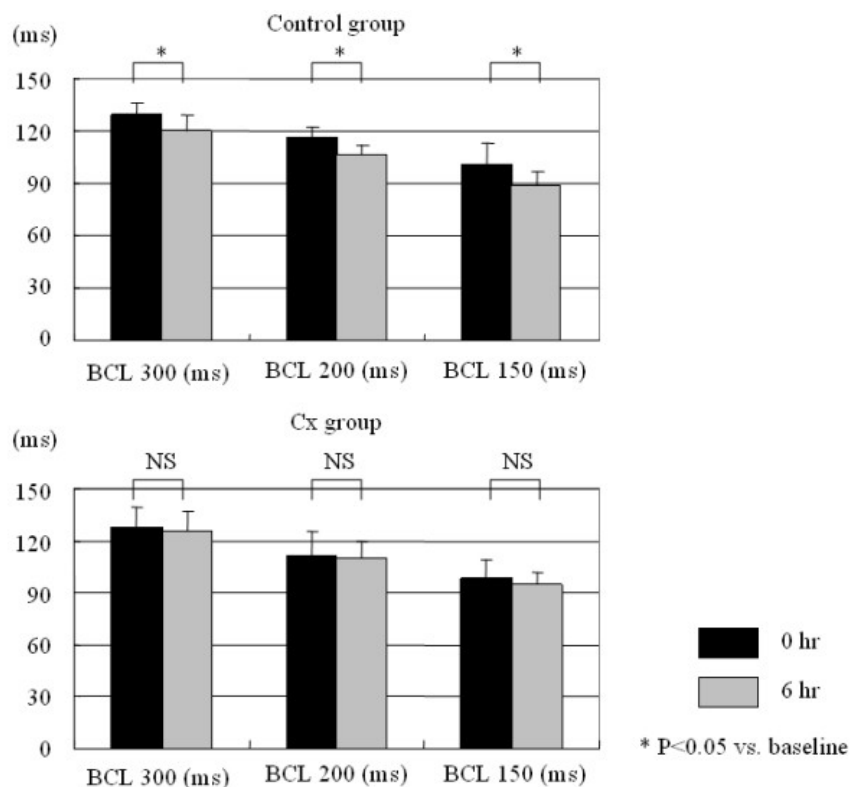 Control group
(ms)
* * *
150
120
90
60
30
0
BCL 300 (ms) BCL 200 (ms) BCL 150 (ms)
Cx group
(ms)
NS NS NS
150
120
90
60
30
0
BCL 300 (ms) BCL 200 (ms) BCL 150 (ms)
0 hr
6 hr
* P<0.05 vs. baseline